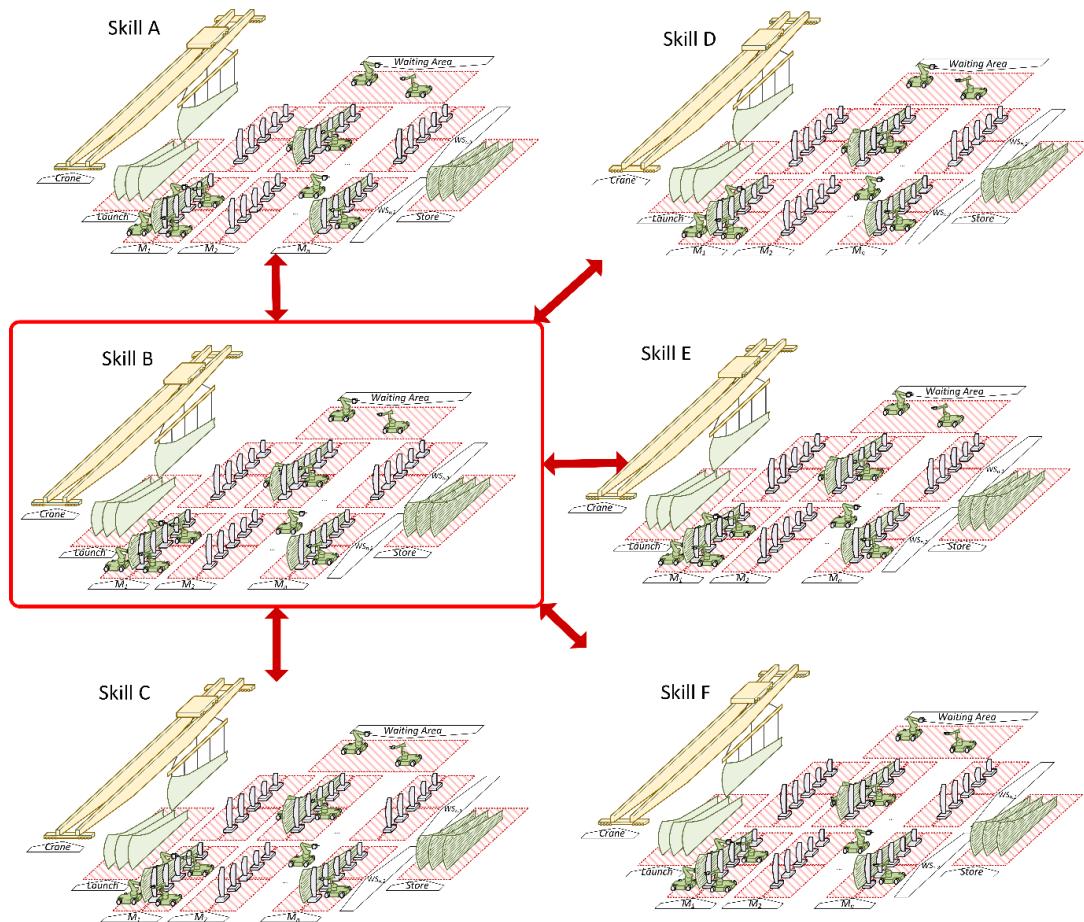 Skill A
Waiting Area
Crane
Launch
Store
M1
M2
Mn
...
WSn,2
Skill D
Waiting Area
Crane
Launch
Store
M1
M2
Mn
...
Skill B
Waiting Area
Crane
Launch
Store
M1
M2
Mn
...
Skill E
Waiting Area
Crane
Launch
Store
M1
M2
Mn
...
Skill C
Waiting Area
Crane
Launch
Store
M1
Mn
...
Skill F
Waiting Area
Crane
Launch
Store
M1
M2
Mn
...